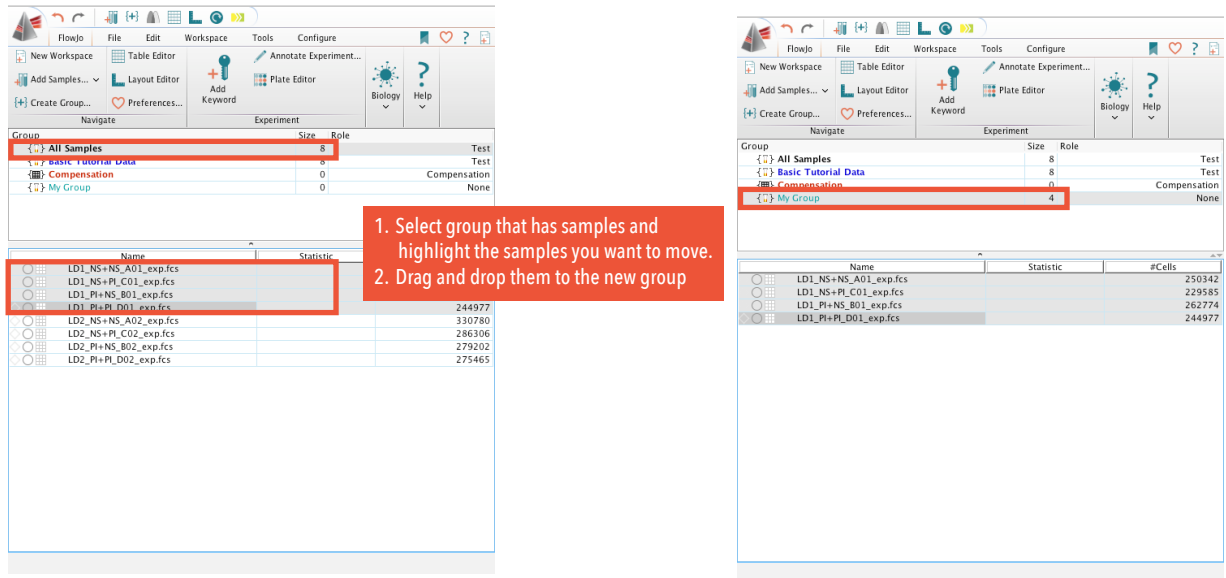 FlowJo File Edit Workspace Tools Configure
New Workspace Table Editor Annotate Experiment...
Add Samples... Layout Editor Plate Editor
Add
Keyword
Biology Help
{+} Create Group... Preferences...
Navigate Experiment
Group Size Role
All Samples 8 Test
Basic Tutorial Data 8 Test
Compensation 0 Compensation
My Group 0 None
Name Statistic
LD1_NS+NS_A01_exp.fcs
LD1_NS+PI_C01_exp.fcs
LD1_PI+NS_B01_exp.fcs
LD1_PI+PI_D01_exp.fcs 244977
LD2_NS+NS_A02_exp.fcs 330780
LD2_NS+PI_C02_exp.fcs 286306
LD2_PI+NS_B02_exp.fcs 279202
LD2_PI+PI_D02_exp.fcs 275465
1. Select group that has samples and
highlight the samples you want to move.
2. Drag and drop them to the new group
FlowJo File Edit Workspace Tools Configure
New Workspace Table Editor Annotate Experiment...
Add Samples... Layout Editor Plate Editor
Add
Keyword
Biology Help
{+} Create Group... Preferences...
Navigate Experiment
Group Size Role
All Samples 8 Test
Basic Tutorial Data 8 Test
Compensation 0 Compensation
My Group 4 None
Name Statistic #Cells
LD1_NS+NS_A01_exp.fcs 250342
LD1_NS+PI_C01_exp.fcs 229585
LD1_PI+NS_B01_exp.fcs 262774
LD1_PI+PI_D01_exp.fcs 244977